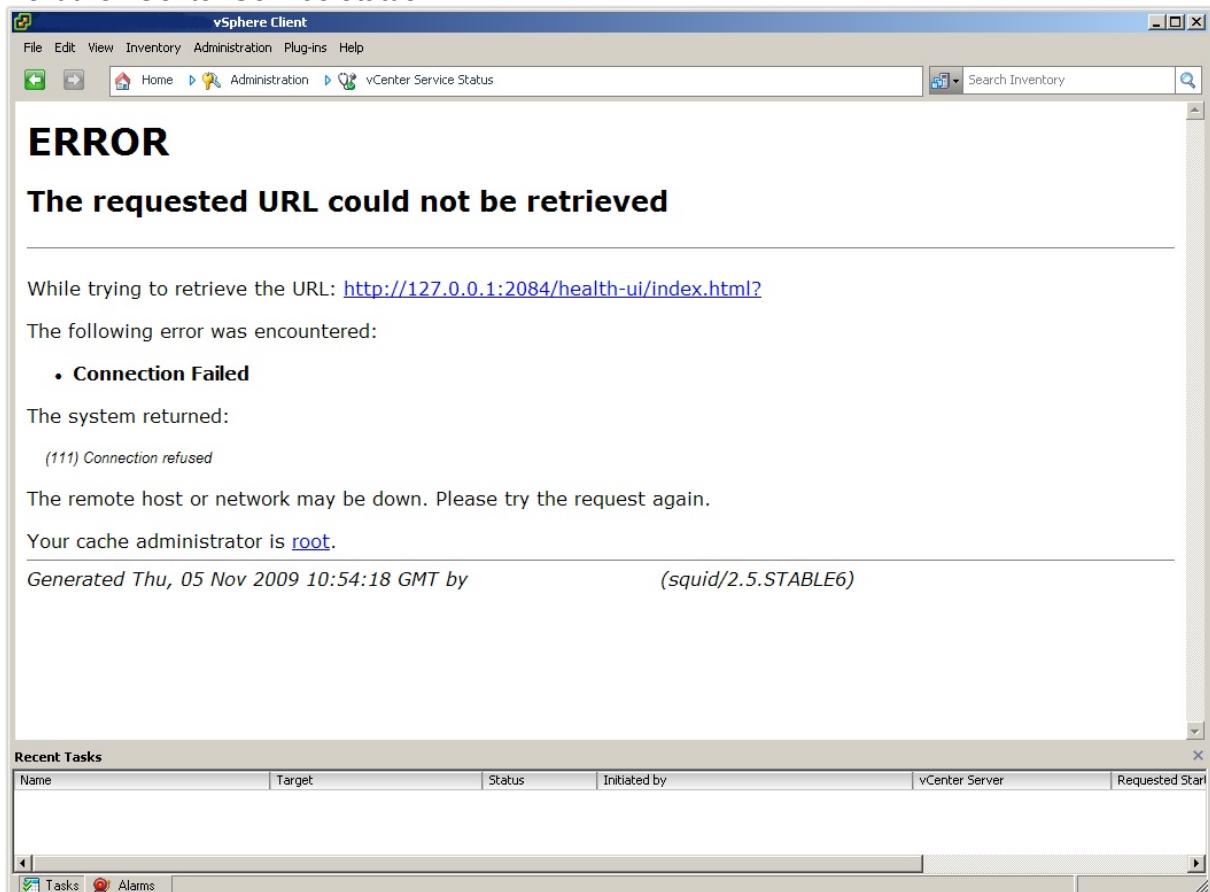 vSphere Client
File Edit View Inventory Administration Plug-ins Help
Home Administration vCenter Service Status Search Inventory
ERROR
The requested URL could not be retrieved
While trying to retrieve the URL: http://127.0.0.1:2084/health-ui/index.html?
The following error was encountered:
• Connection Failed
The system returned:
(111) Connection refused
The remote host or network may be down. Please try the request again.
Your cache administrator is root.
Generated Thu, 05 Nov 2009 10:54:18 GMT by (squid/2.5.STABLE6)
Recent Tasks
Name Target Status Initiated by vCenter Server Requested Start
Tasks Alarms